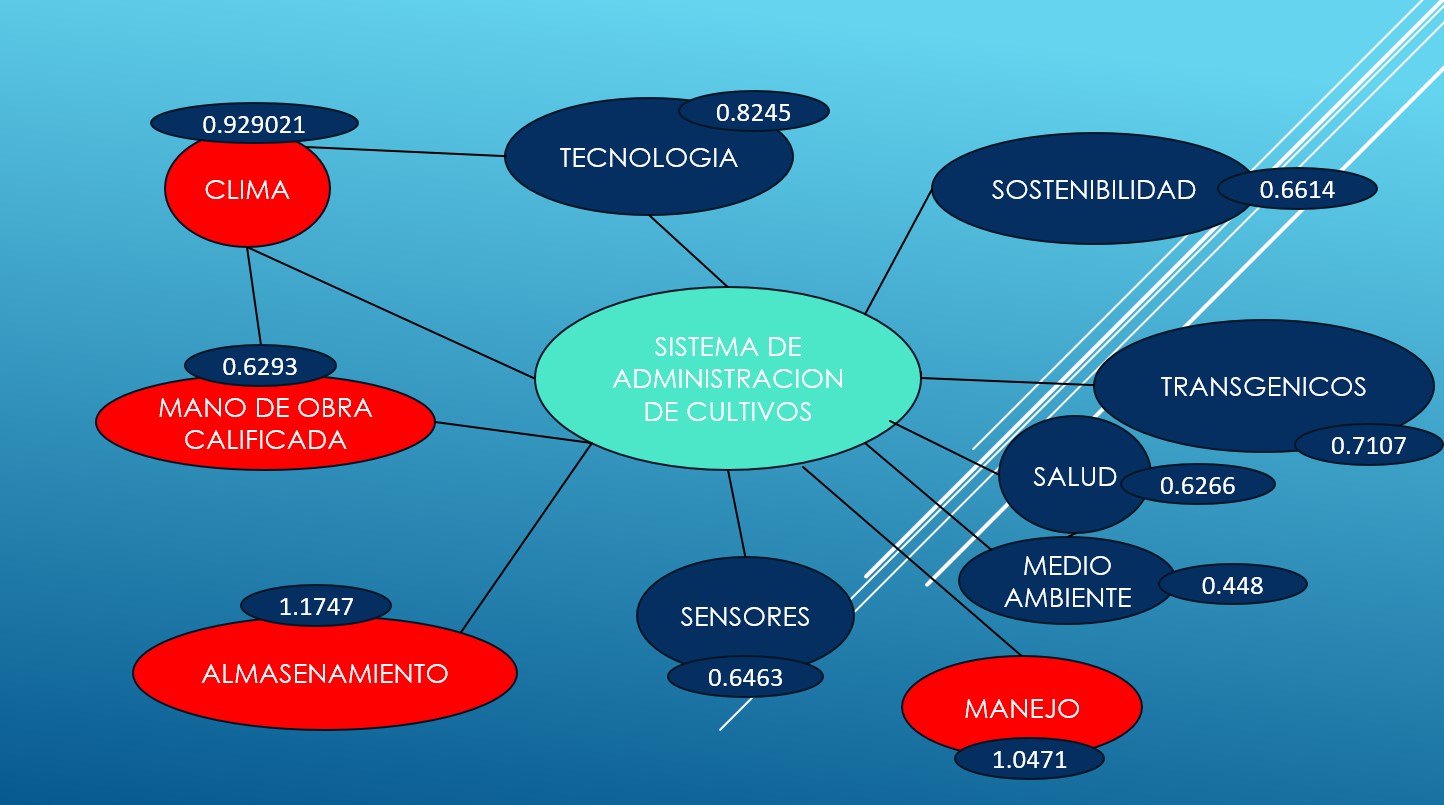 0.929021
CLIMA
TECNOLOGIA
0.8245
SOSTENIBILIDAD
0.6614
SISTEMA DE
ADMINISTRACION
DE CULTIVOS
TRANSGENICOS
0.7107
0.6293
MANO DE OBRA
CALIFICADA
SALUD
0.6266
MEDIO
AMBIENTE
0.448
1.1747
ALMASENAMIENTO
SENSORES
0.6463
MANEJO
1.0471